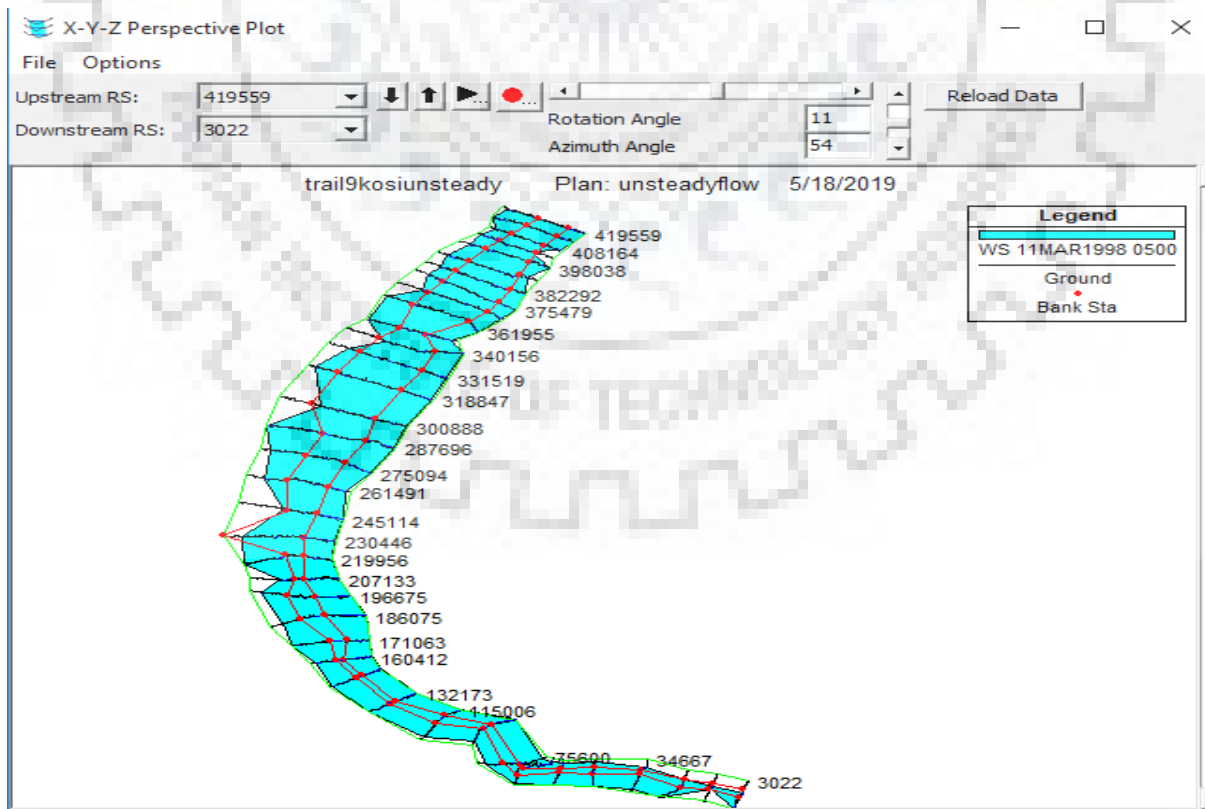 X-Y-Z Perspective Plot
File Options
Upstream RS: 419559
Downstream RS: 3022
Rotation Angle 11
Azimuth Angle 54
Reload Data
trail9kosiunsteady Plan: unsteadyflow 5/18/2019
Legend
WS 11MAR1998 0500
Ground
Bank Sta
419559
408164
398038
382292
375479
361955
340156
331519
318847
300888
287696
275094
261491
245114
230446
219956
207133
196675
186075
171063
160412
132173
115006
75600
34667
3022